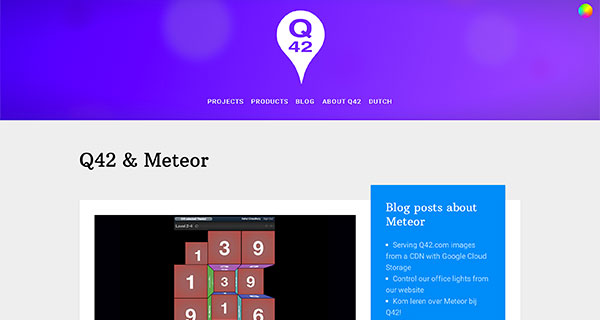 Q
42
PROJECTS PRODUCTS BLOG ABOUT Q42 DUTCH
Q42 & Meteor
Level 3-4
3 9
1
1 3 9
9 1 6
Blog posts about
Meteor
Serving Q42.com images
from a CDN with Google Cloud
Storage
Control our office lights from
our website
Kom leren over Meteor bij
Q42!